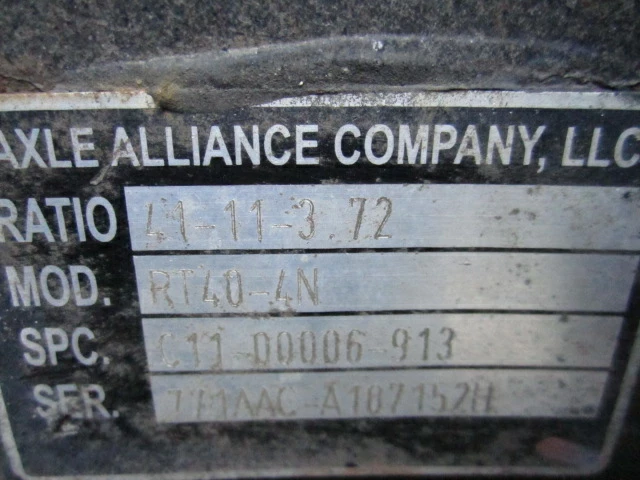 AXLE ALLIANCE COMPANY, LLC
RATIO 41-11-3.72
MOD. RT40-4N
SPC. C11-00006-913
SER.